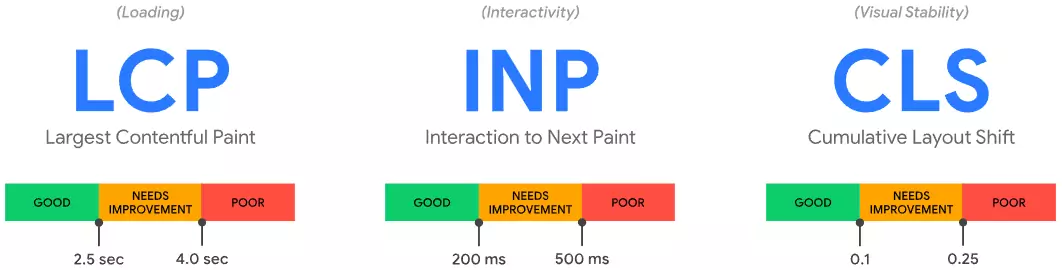 (Loading)
LCP
Largest Contentful Paint
GOOD
NEEDS
IMPROVEMENT
POOR
2.5 sec
4.0 sec
(Interactivity)
INP
Interaction to Next Paint
GOOD
NEEDS
IMPROVEMENT
POOR
200 ms
500 ms
(Visual Stability)
CLS
Cumulative Layout Shift
GOOD
NEEDS
IMPROVEMENT
POOR
0.1
0.25